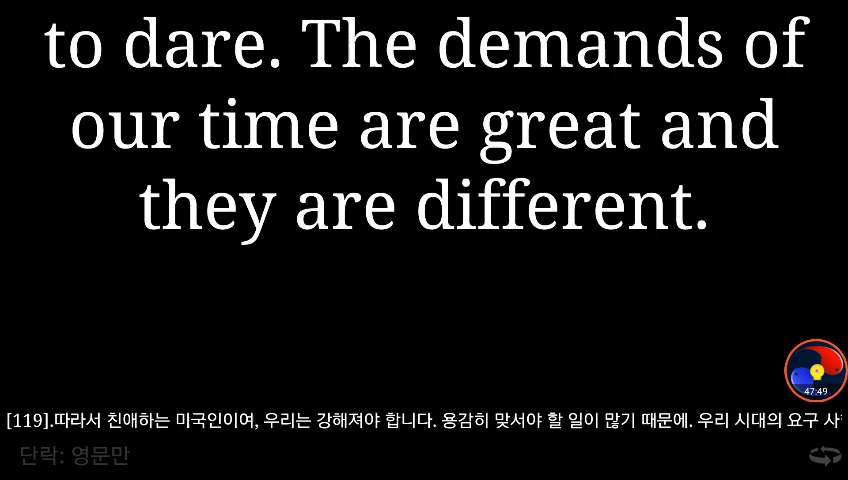 to dare. The demands of
our time are great and
they are different.
47:49
[119].따라서 친애하는 미국인이여, 우리는 강해져야 합니다. 용감히 맞서야 할 일이 많기 때문에. 우리 시대의 요구
단락: 영문만